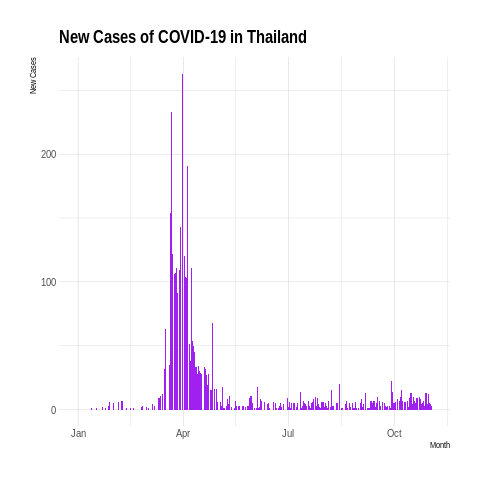 New Cases of COVID-19 in Thailand
New Cases
200
100
0
Jan Apr Jul Oct
Month